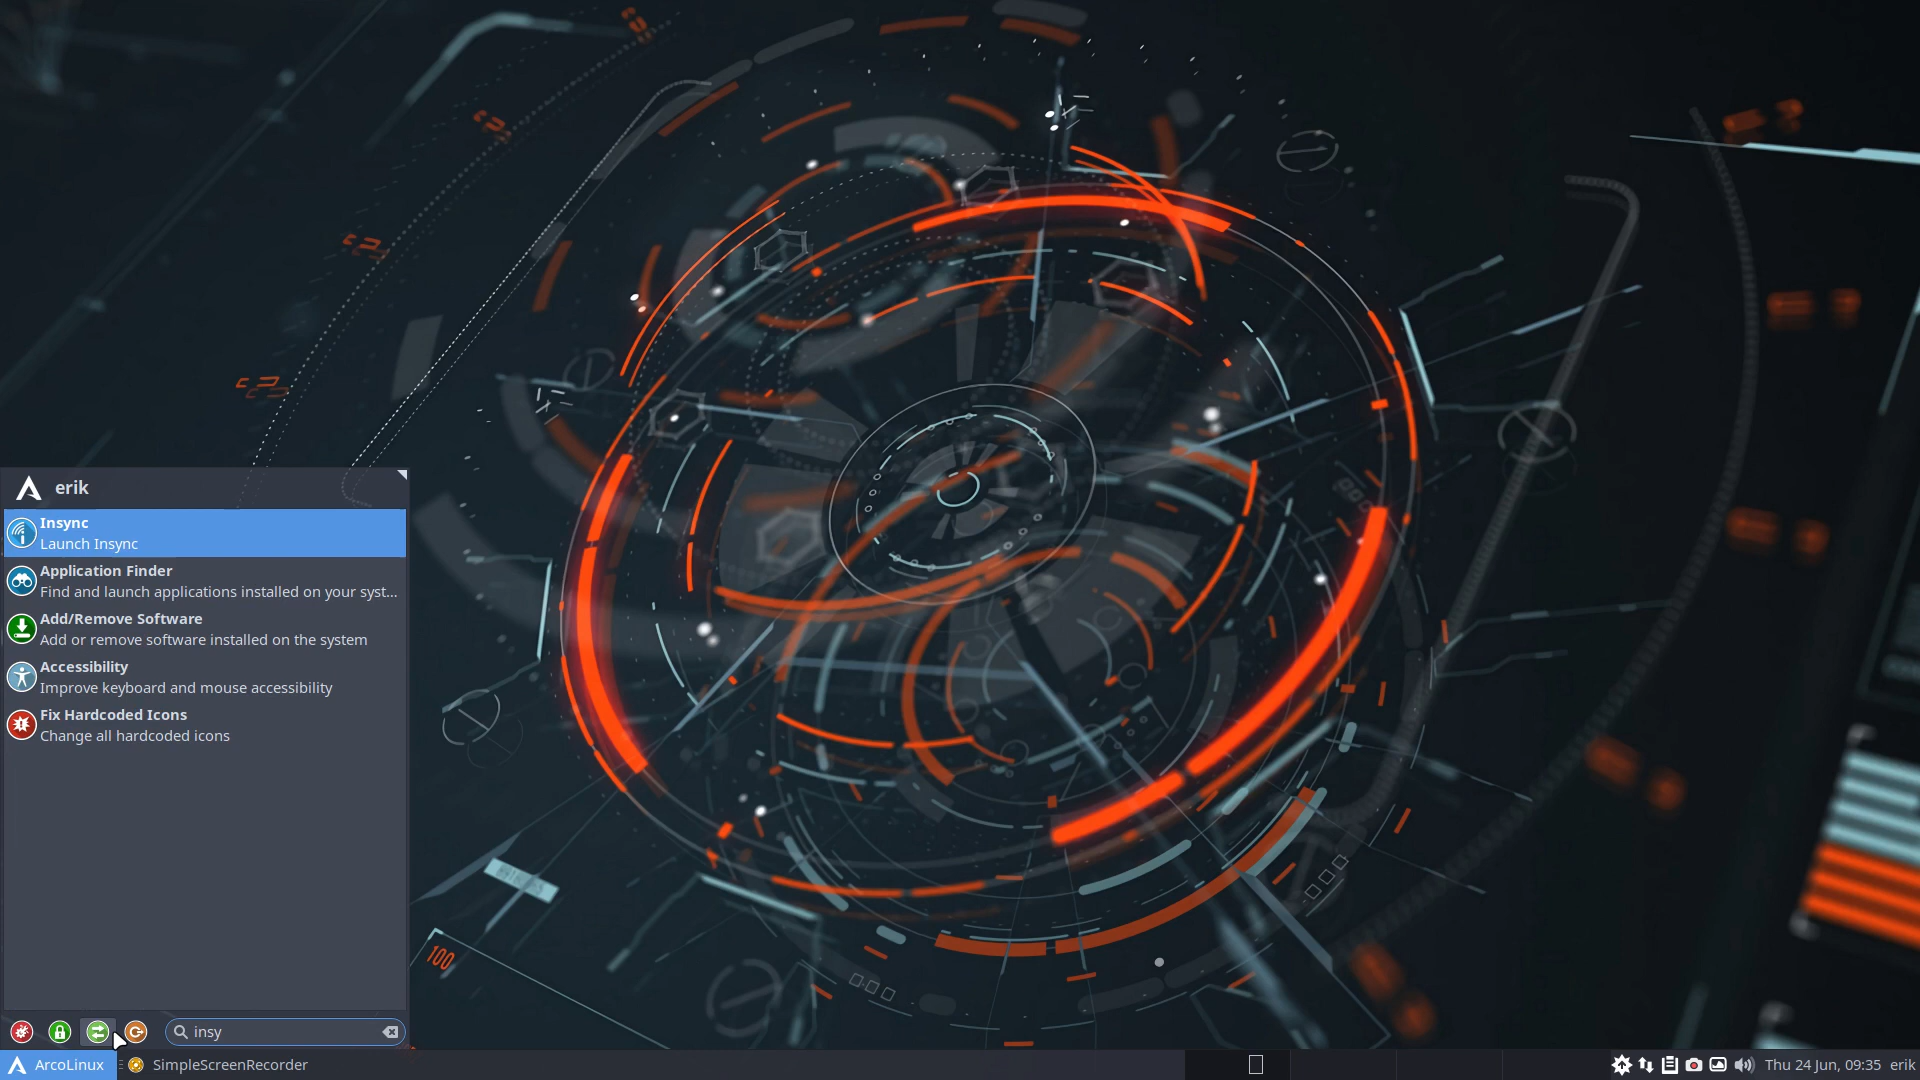 erik
Insync
Launch Insync
Application Finder
Find and launch applications installed on your syst...
Add/Remove Software
Add or remove software installed on the system
Accessibility
Improve keyboard and mouse accessibility
Fix Hardcoded Icons
Change all hardcoded icons
100
insy
ArcoLinux
SimpleScreenRecorder
Thu 24 Jun, 09:35
erik